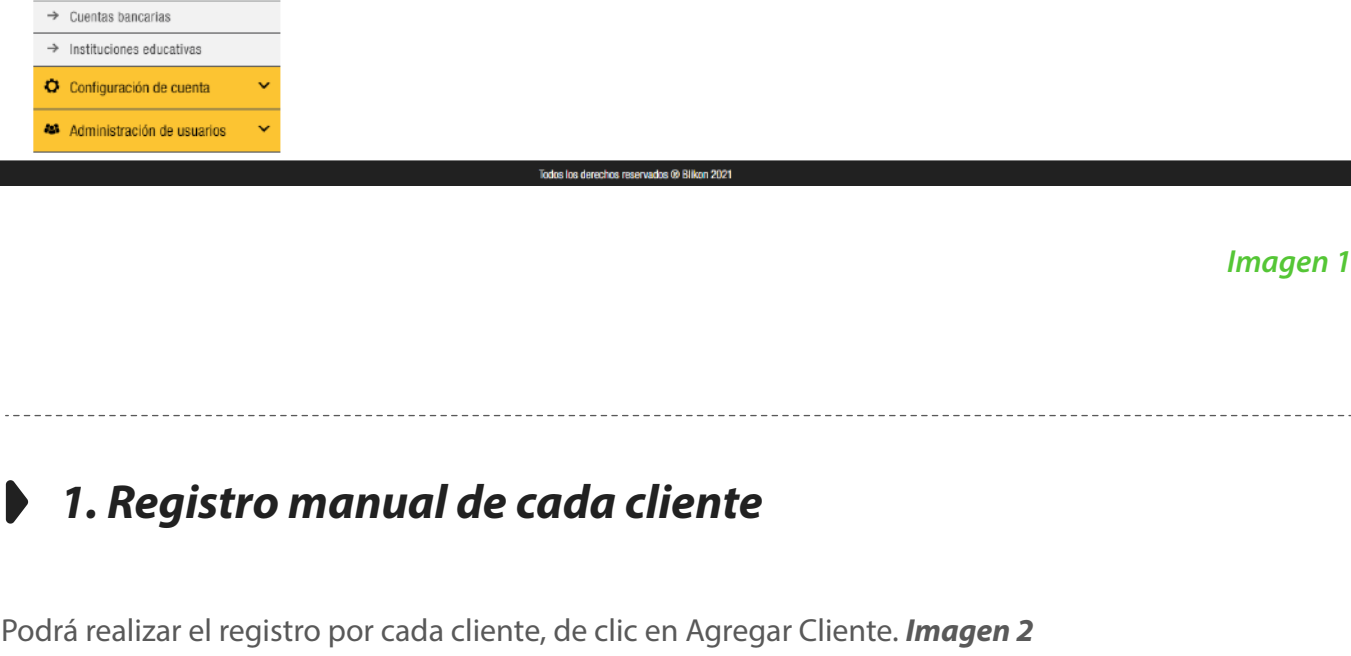 Cuentas bancarias
Instituciones educativas
Configuración de cuenta
Administración de usuarios
Todos los derechos reservados ® Blikon 2021
Imagen 1
1. Registro manual de cada cliente
Podrá realizar el registro por cada cliente, de clic en Agregar Cliente. Imagen 2